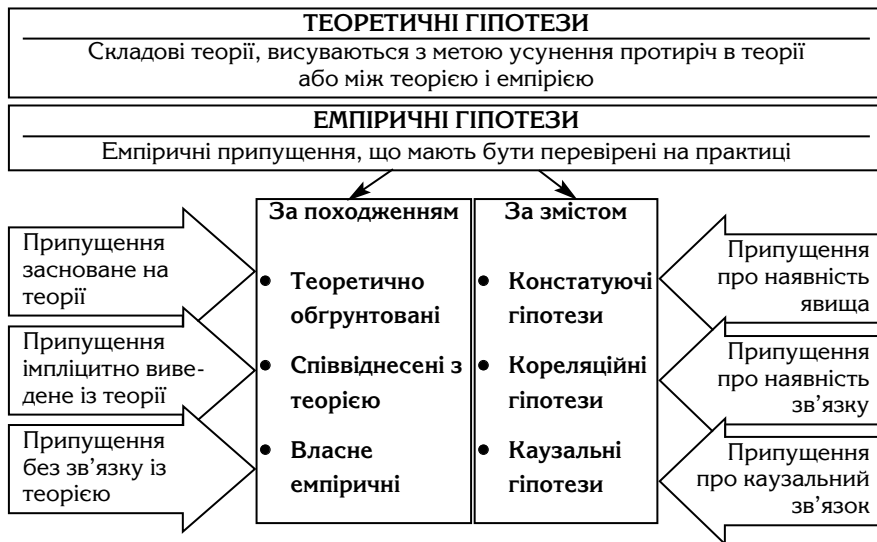 ТЕОРЕТИЧНІ ГІПОТЕЗИ
Складові теорії, висуваються з метою усунення протиріч в теорії
або між теорією і емпірією
ЕМПІРИЧНІ ГІПОТЕЗИ
Емпіричні припущення, що мають бути перевірені на практиці
Припущення
засноване на
теорії
Припущення
імпліцитно виве-
дене із теорії
Припущення
без зв’язку із
теорією
За походженням
• Теоретично
обґрунтовані
• Співвіднесені з
теорією
• Власне
емпіричні
За змістом
• Констатуючі
гіпотези
• Кореляційні
гіпотези
• Каузальні
гіпотези
Припущення
про наявність
явища
Припущення
про наявність
зв’язку
Припущення
про каузальний
зв’язок